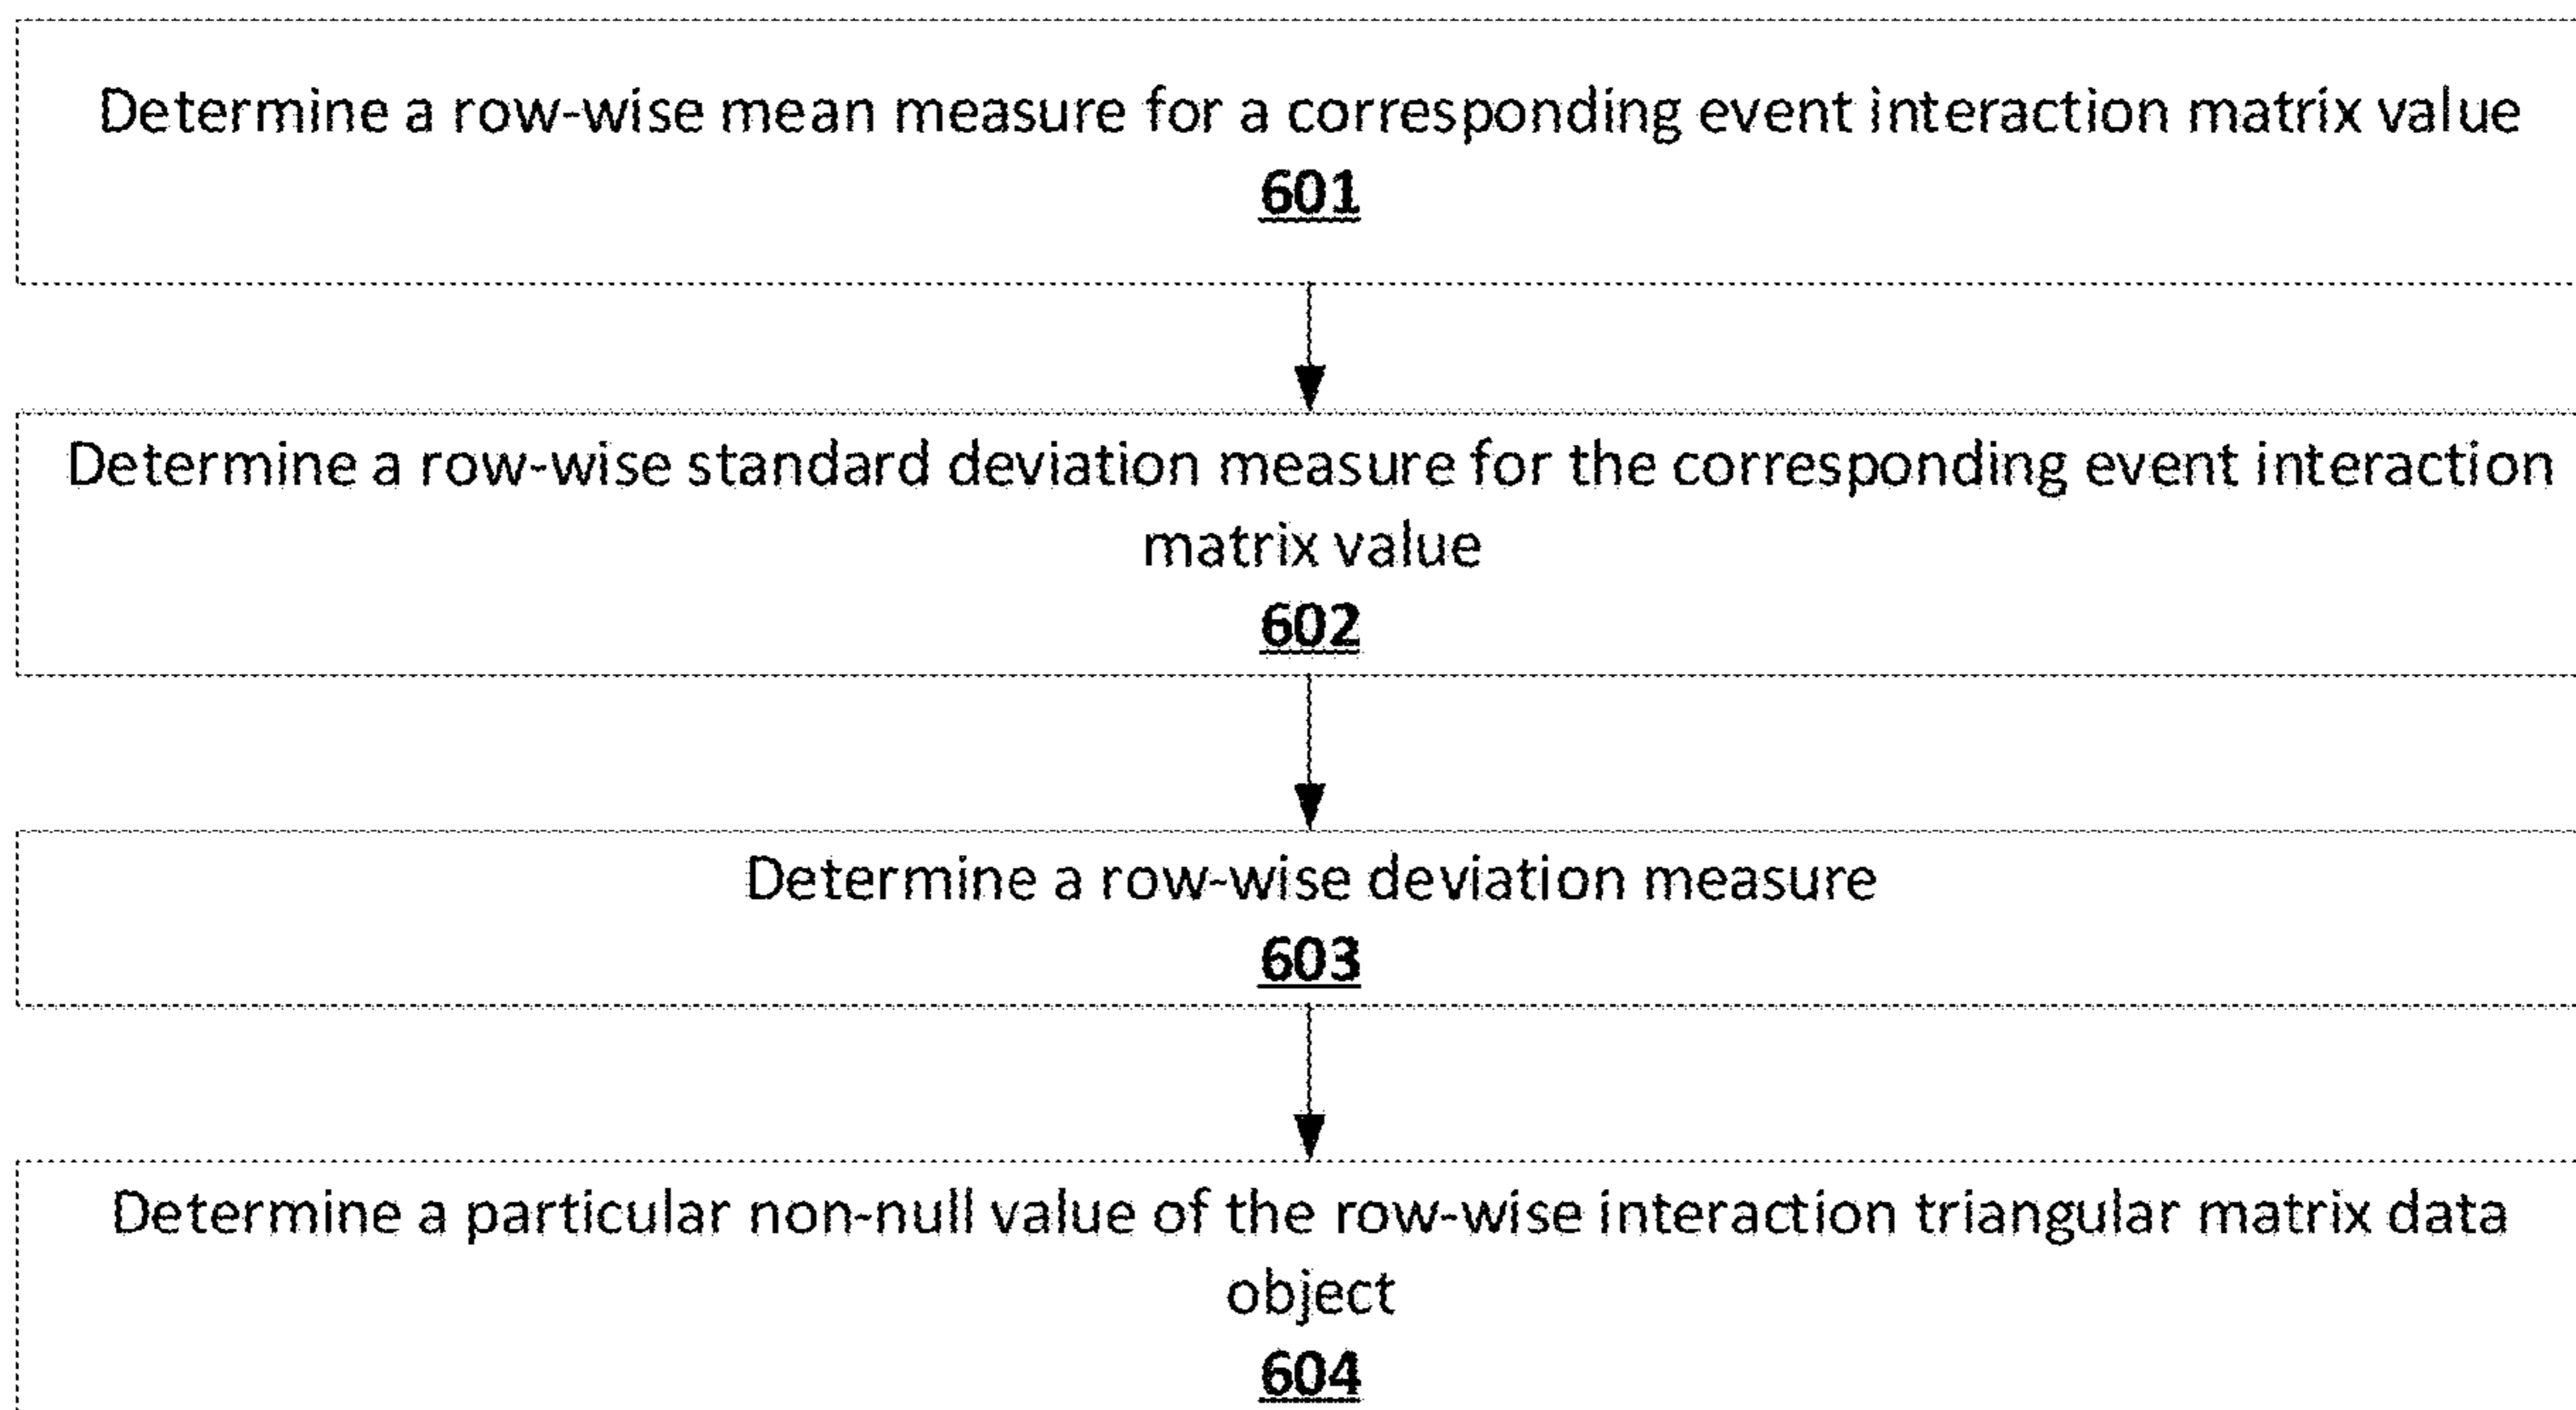 Determine a row-wise mean measure for a corresponding event interaction matrix value
601
Determine a row-wise standard deviation measure for the corresponding event interaction
matrix value
602
Determine a row-wise deviation measure
603
Determine a particular non-null value of the row-wise interaction triangular matrix data
object
604